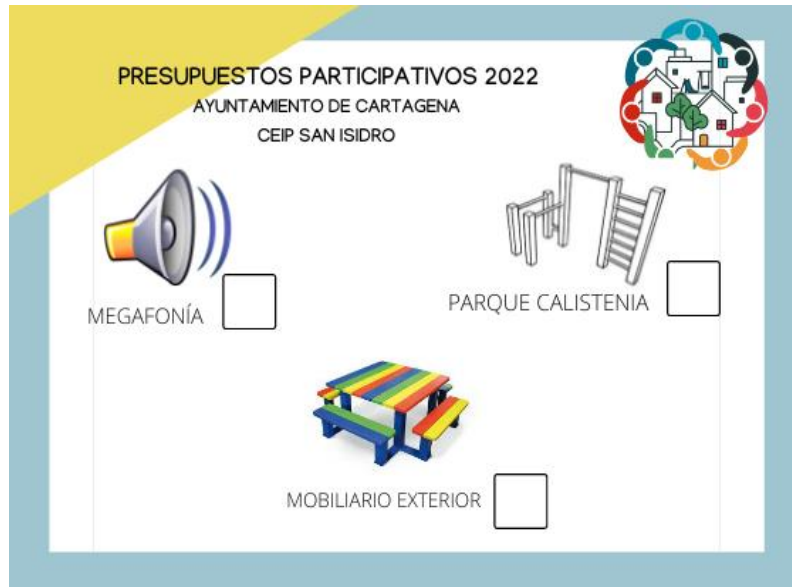 PRESUPUESTOS PARTICIPATIVOS 2022
AYUNTAMIENTO DE CARTAGENA
CEIP SAN ISIDRO
MEGAFONÍA
PARQUE CALISTENIA
MOBILIARIO EXTERIOR